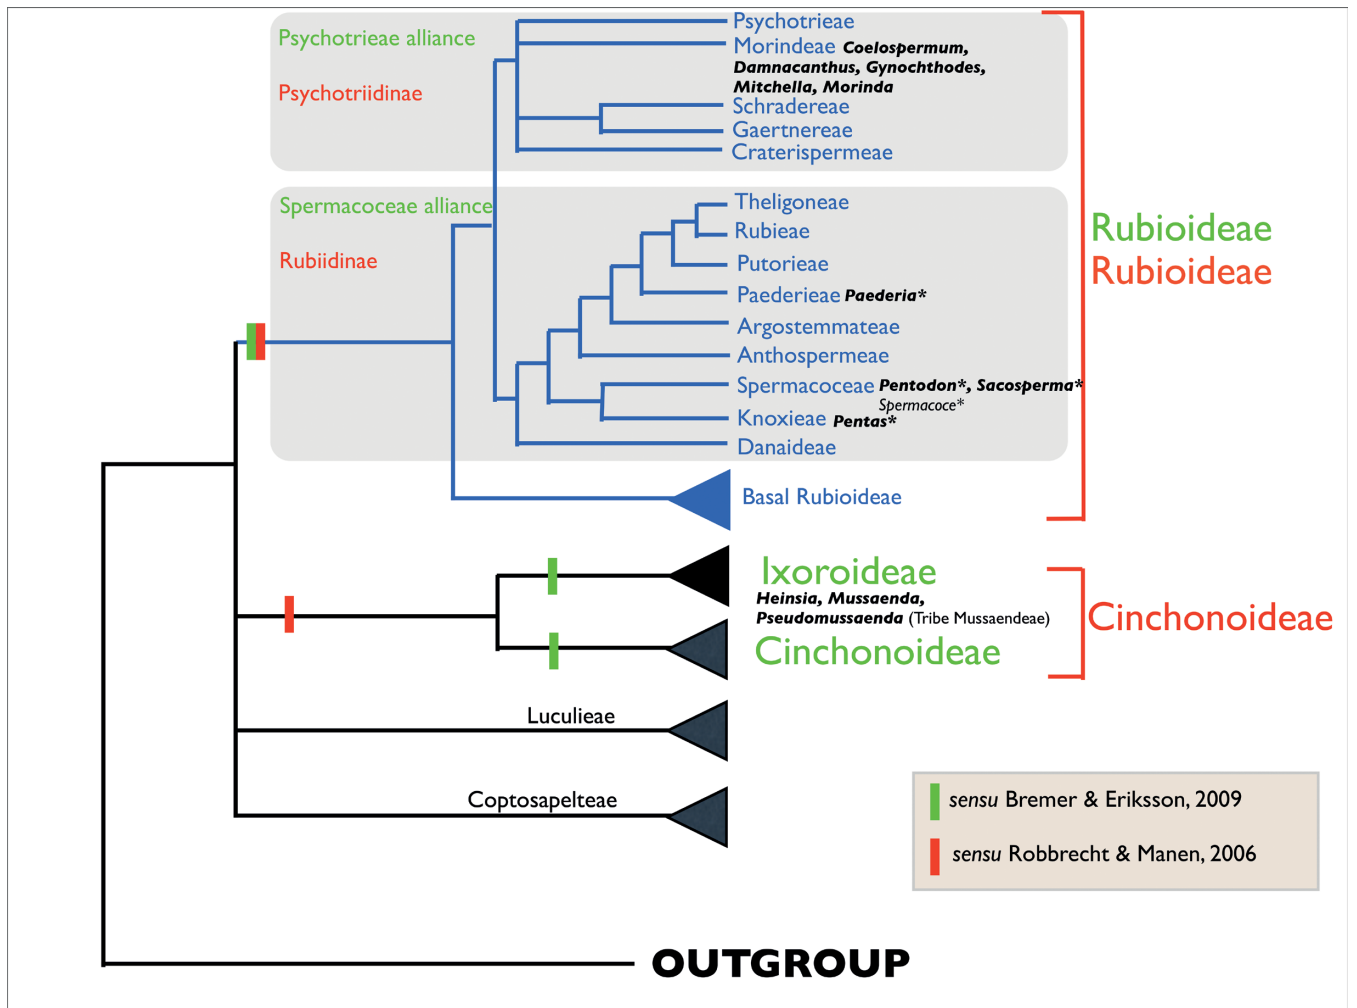 Psychotrieae alliance
Psychotriidinae
Psychotrieae
Morindeae Coelospermum,
Damnacanthus, Gynochthodes,
Mitchella, Morinda
Schradereae
Gaertnereae
Craterispermeae
Spermacoceae alliance
Rubiidinae
Theligoneae
Rubieae
Putorieae
Paederieae Paederia*
Argostemmateae
Anthospermeae
Spermacoceae Pentodon*, Sacosperma*
Spermacoce*
Knoxieae Pentas*
Danaideae
Basal Rubioideae
Rubioideae
Rubioideae
Ixoroideae
Heinsia, Mussaenda,
Pseudomussaenda (Tribe Mussaendeae)
Cinchonoideae
Cinchonoideae
Luculieae
Coptosapelteae
sensu Bremer & Eriksson, 2009
sensu Robbrecht & Manen, 2006
OUTGROUP